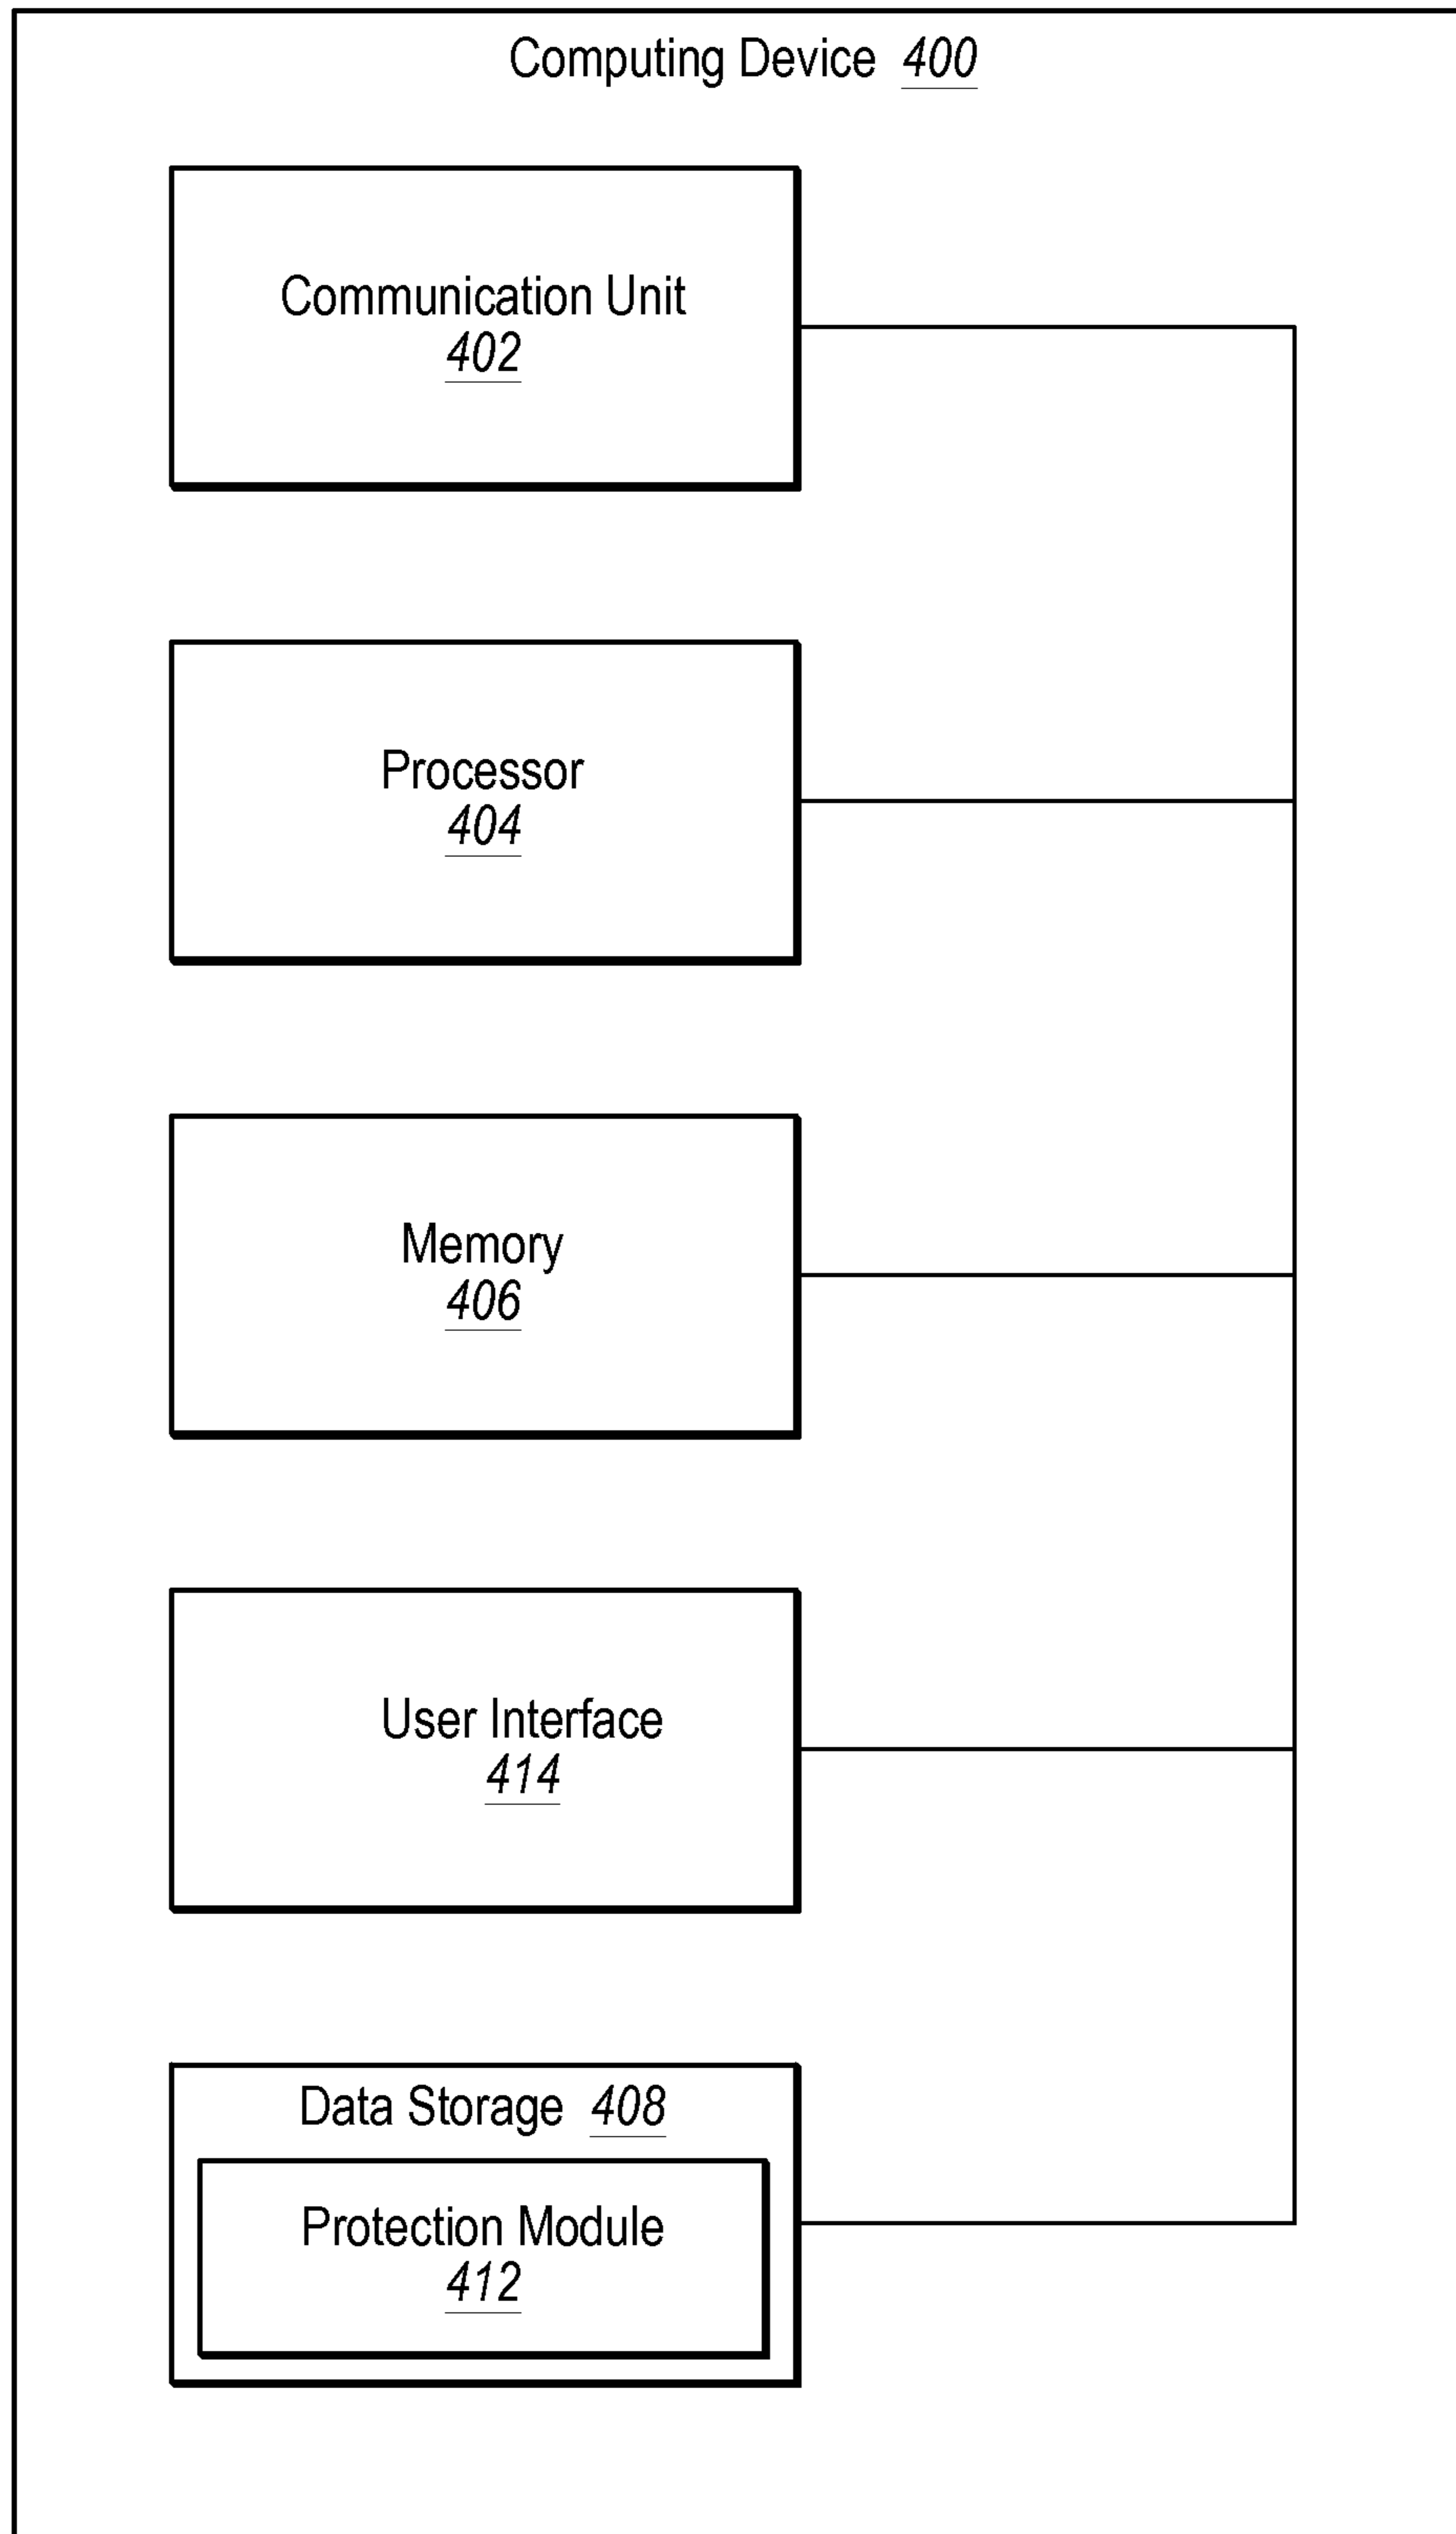 Computing Device 400
Communication Unit
402
Processor
404
Memory
406
User Interface
414
Data Storage 408
Protection Module
412